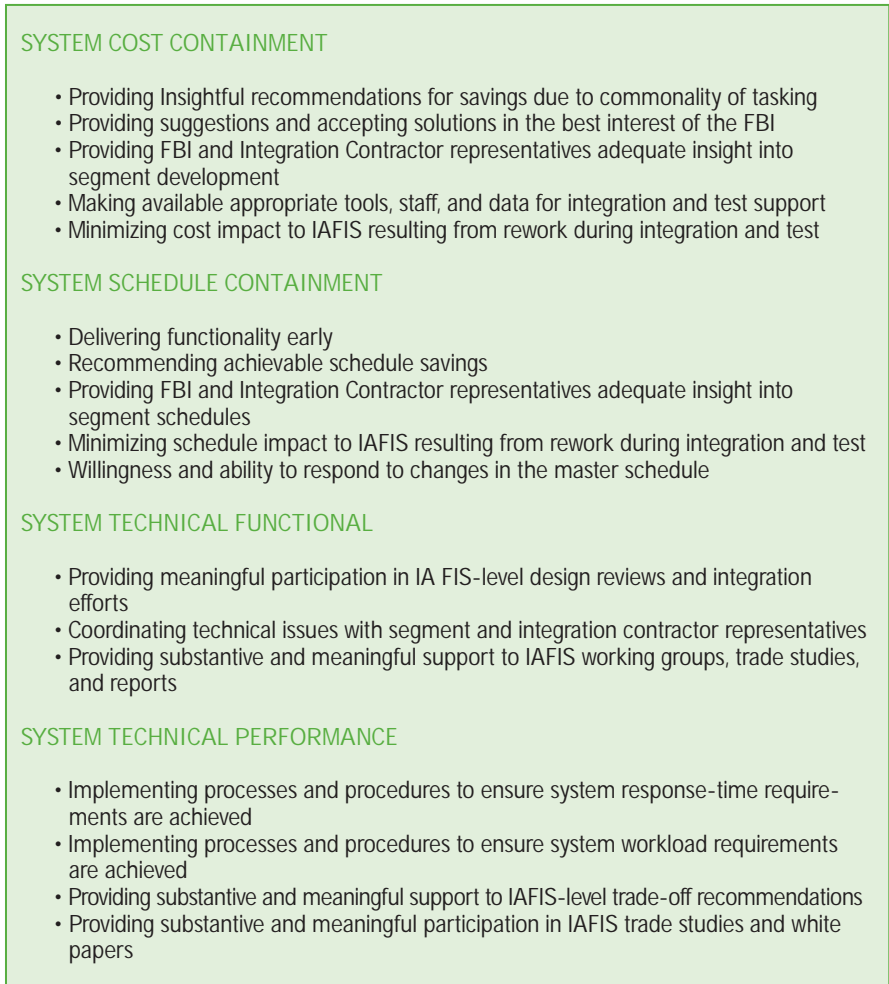 SYSTEM COST CONTAINMENT
• Providing Insightful recommendations for savings due to commonality of tasking
• Providing suggestions and accepting solutions in the best interest of the FBI
• Providing FBI and Integration Contractor representatives adequate insight into
segment development
• Making available appropriate tools, staff, and data for integration and test support
• Minimizing cost impact to IAFIS resulting from rework during integration and test
SYSTEM SCHEDULE CONTAINMENT
• Delivering functionality early
• Recommending achievable schedule savings
• Providing FBI and Integration Contractor representatives adequate insight into
segment schedules
• Minimizing schedule impact to IAFIS resulting from rework during integration and test
• Willingness and ability to respond to changes in the master schedule
SYSTEM TECHNICAL FUNCTIONAL
• Providing meaningful participation in IA FIS-level design reviews and integration
efforts
• Coordinating technical issues with segment and integration contractor representatives
• Providing substantive and meaningful support to IAFIS working groups, trade studies,
and reports
SYSTEM TECHNICAL PERFORMANCE
• Implementing processes and procedures to ensure system response-time require-
ments are achieved
• Implementing processes and procedures to ensure system workload requirements
are achieved
• Providing substantive and meaningful support to IAFIS-level trade-off recommendations
• Providing substantive and meaningful participation in IAFIS trade studies and white
papers